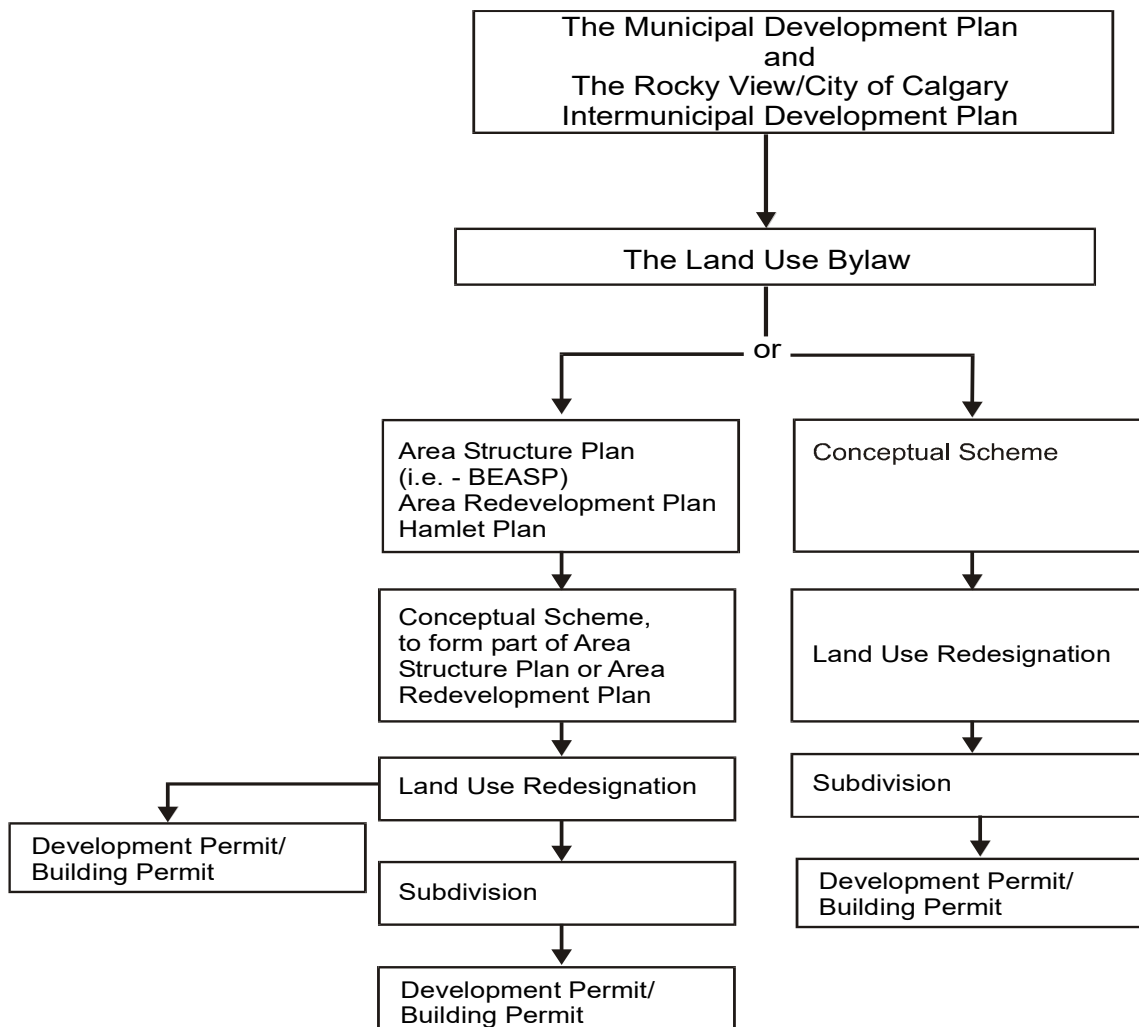 The Municipal Development Plan
and
The Rocky View/City of Calgary
Intermunicipal Development Plan
The Land Use Bylaw
or
Area Structure Plan
(i.e. - BEASP)
Area Redevelopment Plan
Hamlet Plan
Conceptual Scheme
Conceptual Scheme,
to form part of Area
Structure Plan or Area
Redevelopment Plan
Land Use Redesignation
Land Use Redesignation
Subdivision
Development Permit/
Building Permit
Subdivision
Development Permit/
Building Permit
Development Permit/
Building Permit